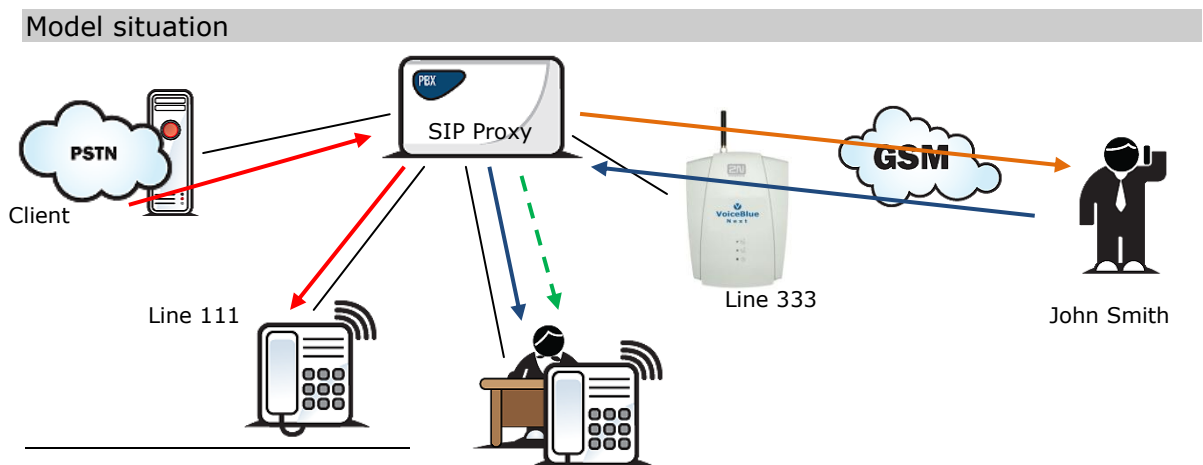 Model situation
PBX
SIP Proxy
PSTN
Client
GSM
2N
VoiceBlue
Next
Line 111
Line 333
John Smith